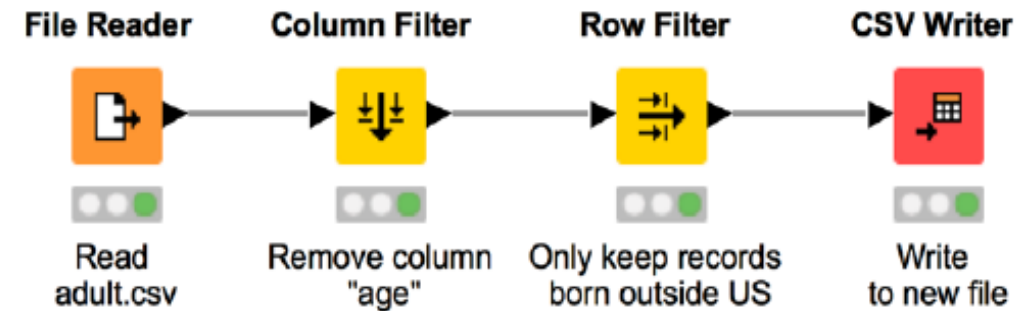 File Reader
Column Filter
Row Filter
CSV Writer
Read
adult.csv
Remove column
"age"
Only keep records
born outside US
Write
to new file